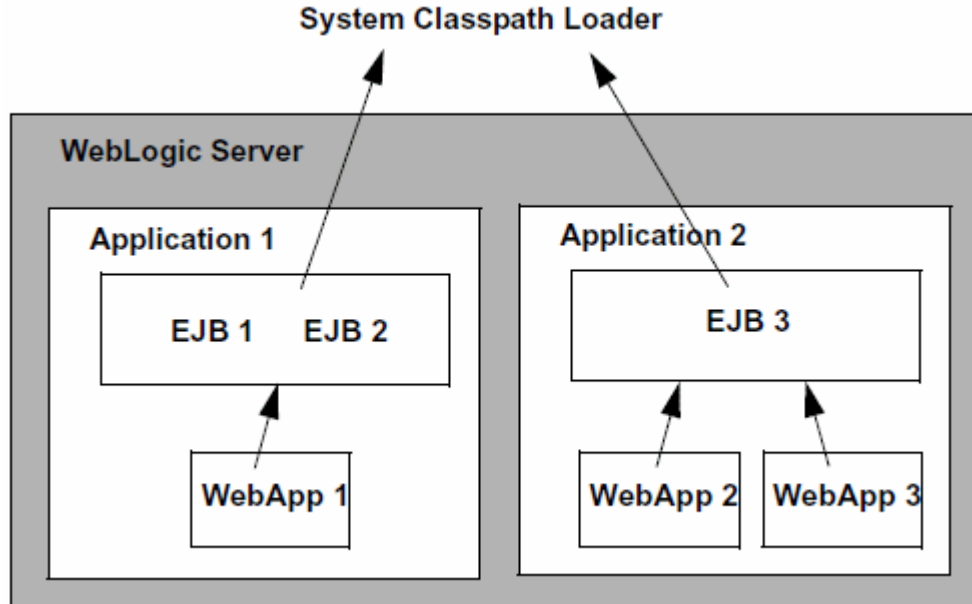 System Classpath Loader
WebLogic Server
Application 1
EJB 1 EJB 2
WebApp 1
Application 2
EJB 3
WebApp 2
WebApp 3